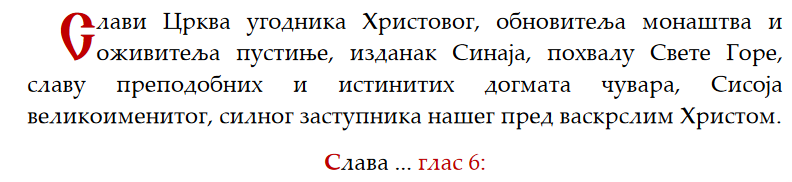 Слави Црква угодника Христовог, обновитеља монаштва и
оживитеља пустиње, изданак Синаја, похвалу Свете Горе,
славу преподобних и истинитих догмата чувара, Сисоја
великоименитог, силног заступника нашег пред васкрслим Христом.
Слава ... глас 6: